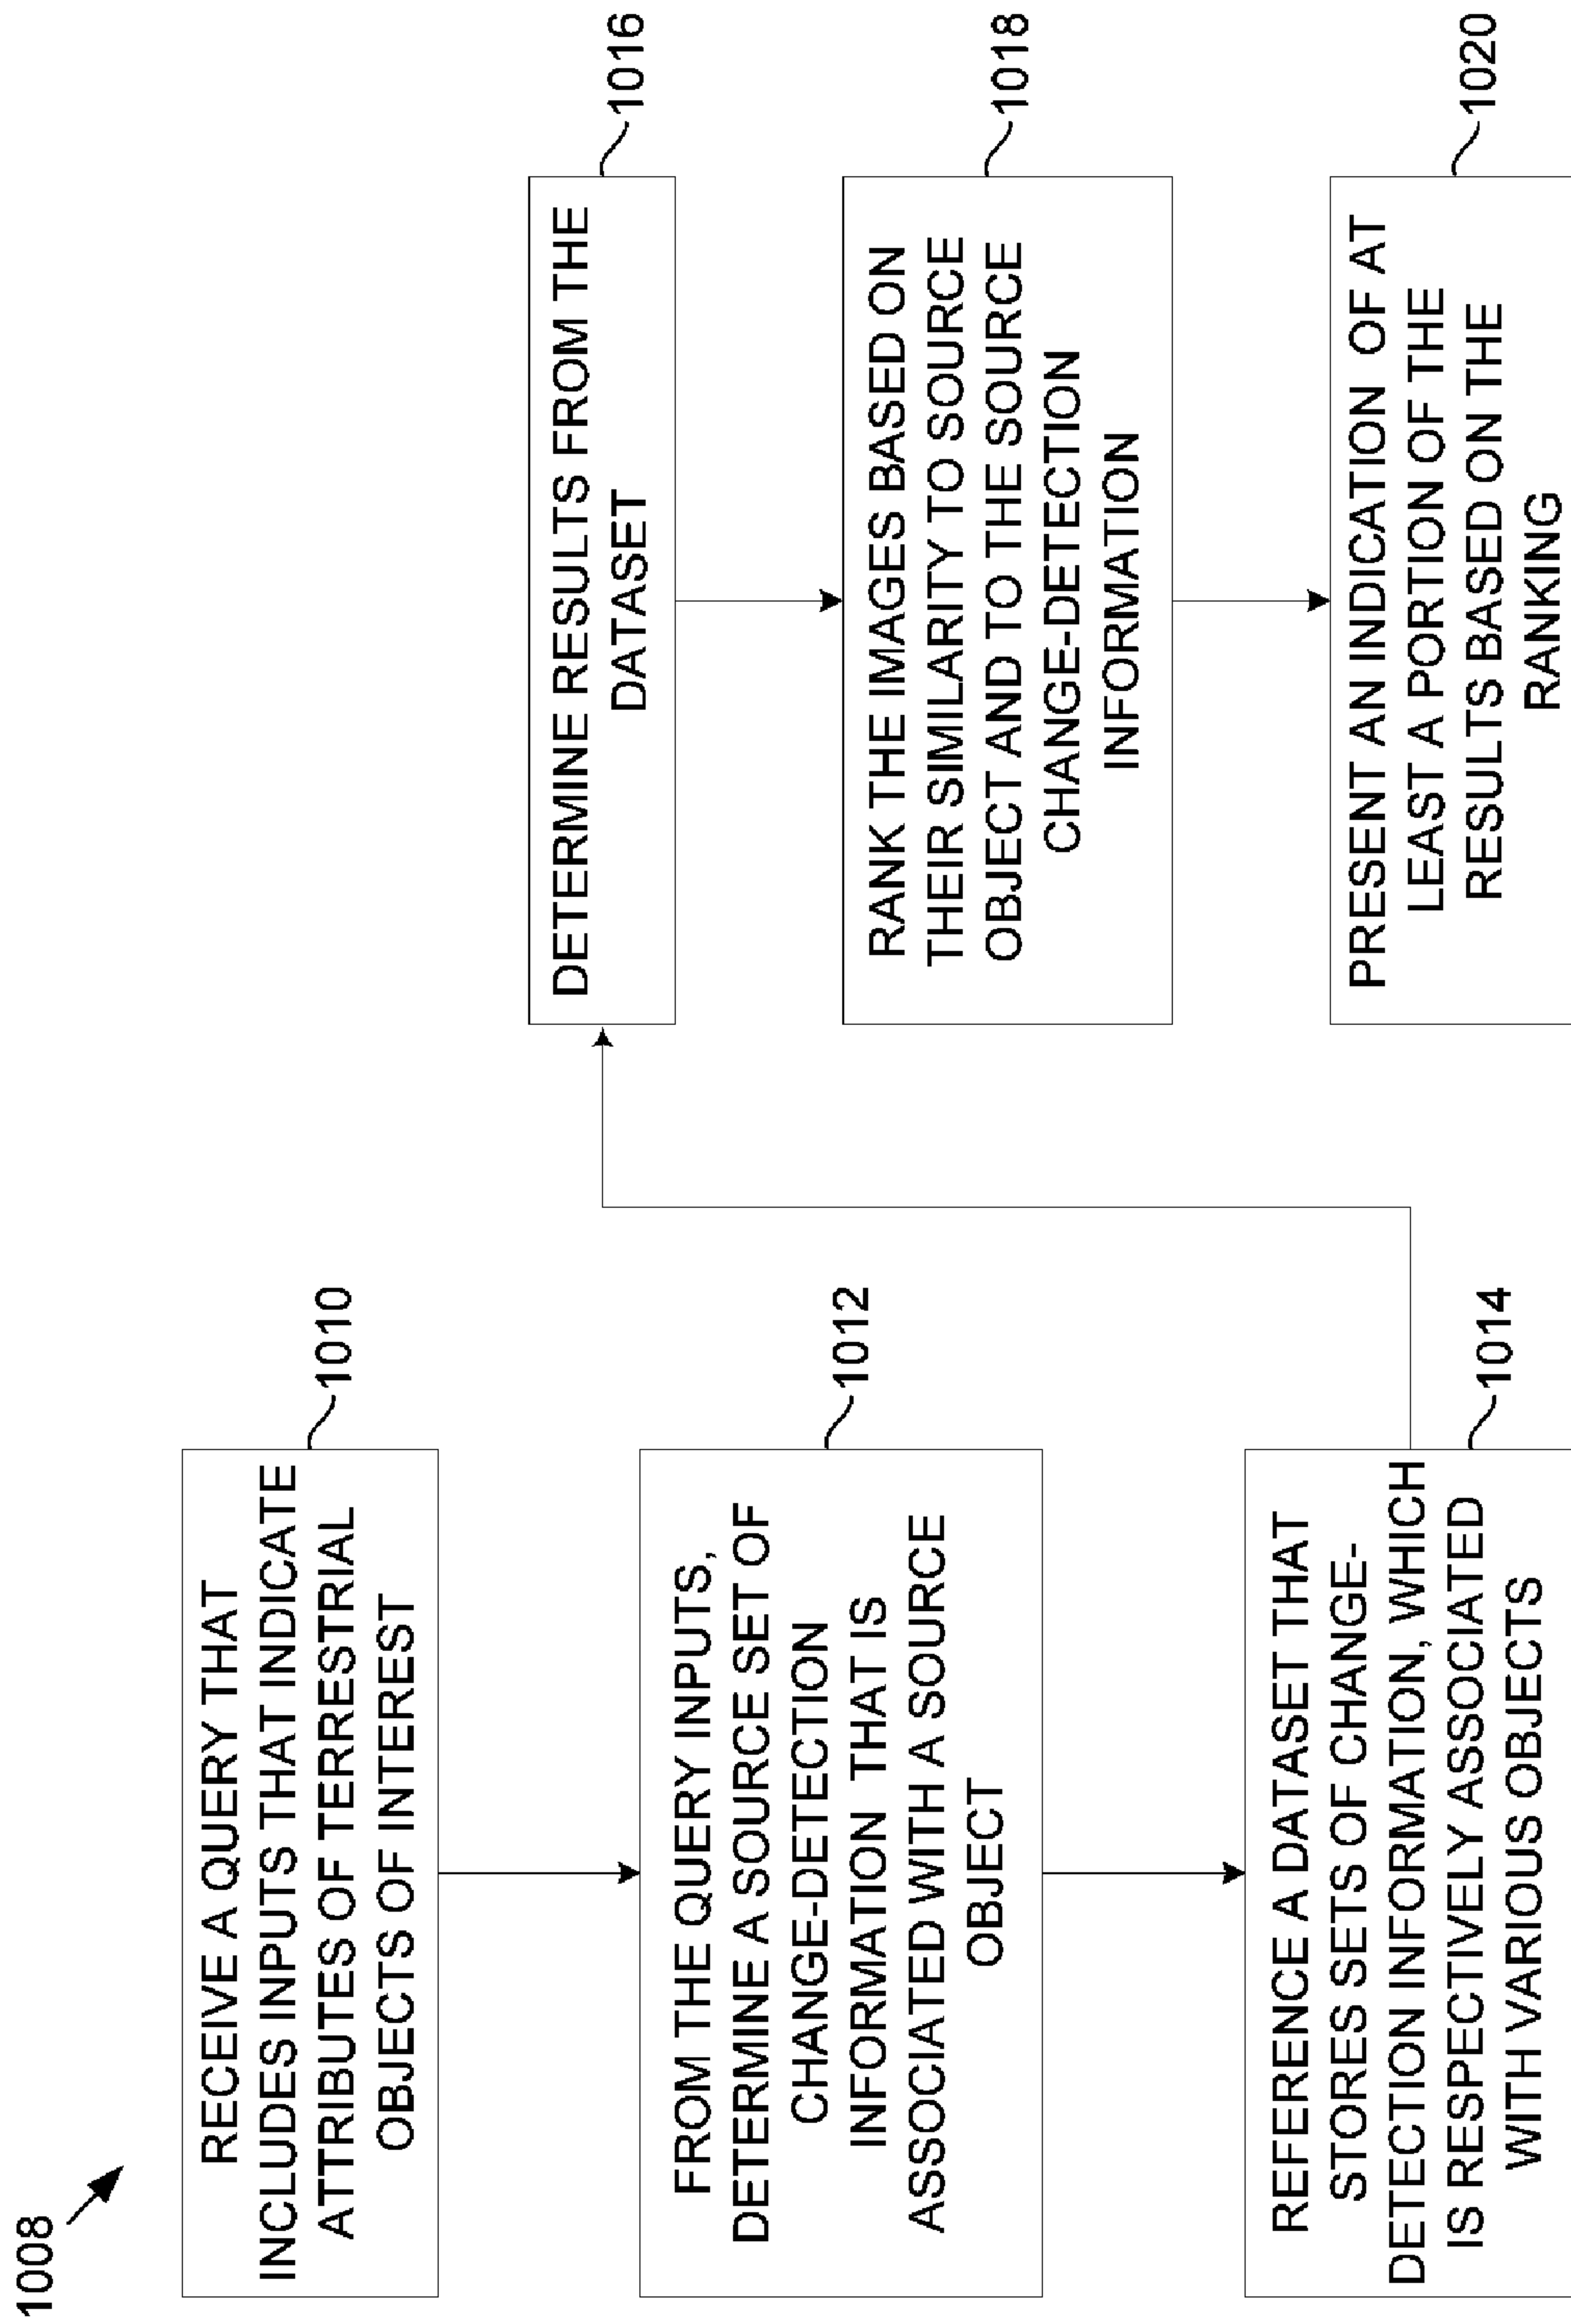 1008
RECEIVE A QUERY THAT
INCLUDES INPUTS THAT INDICATE
ATTRIBUTES OF TERRESTRIAL
OBJECTS OF INTEREST
1010
FROM THE QUERY INPUTS,
DETERMINE A SOURCE SET OF
CHANGE-DETECTION
INFORMATION THAT IS
ASSOCIATED WITH A SOURCE
OBJECT
1012
REFERENCE A DATASET THAT
STORES SETS OF CHANGE-
DETECTION INFORMATION, WHICH
IS RESPECTIVELY ASSOCIATED
WITH VARIOUS OBJECTS
1014
DETERMINE RESULTS FROM THE
DATASET
1016
RANK THE IMAGES BASED ON
THEIR SIMILARITY TO SOURCE
OBJECT AND TO THE SOURCE
CHANGE-DETECTION
INFORMATION
1018
PRESENT AN INDICATION OF AT
LEAST A PORTION OF THE
RESULTS BASED ON THE
RANKING
1020